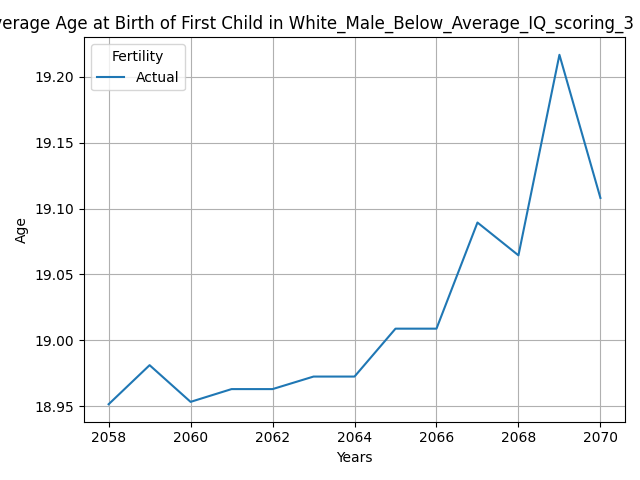 verage Age at Birth of First Child in White_Male_Below_Average_IQ_scoring_3
Fertility
Actual
19.20
19.15
19.10
19.05
19.00
18.95
Age
2058 2060 2062 2064 2066 2068 2070
Years